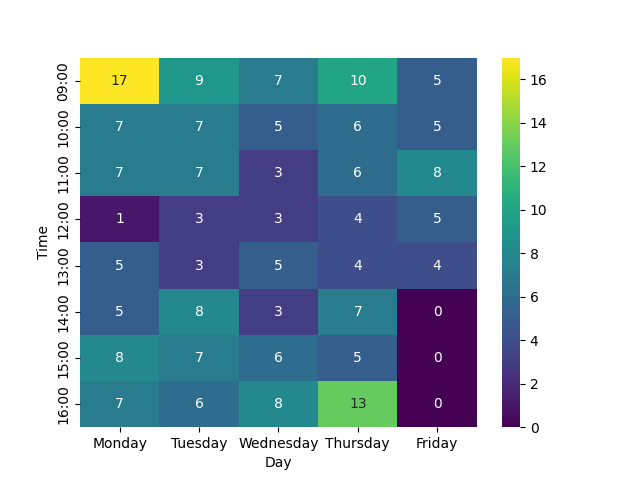 09:00 17 9 7 10 5
10:00 7 7 5 6 5
11:00 7 7 3 6 8
12:00 1 3 3 4 5
13:00 5 3 5 4 4
14:00 5 8 3 7 0
15:00 8 7 6 5 0
16:00 7 6 8 13 0
Time
Monday Tuesday Wednesday Thursday Friday
Day
16
14
12
10
8
6
4
2
0